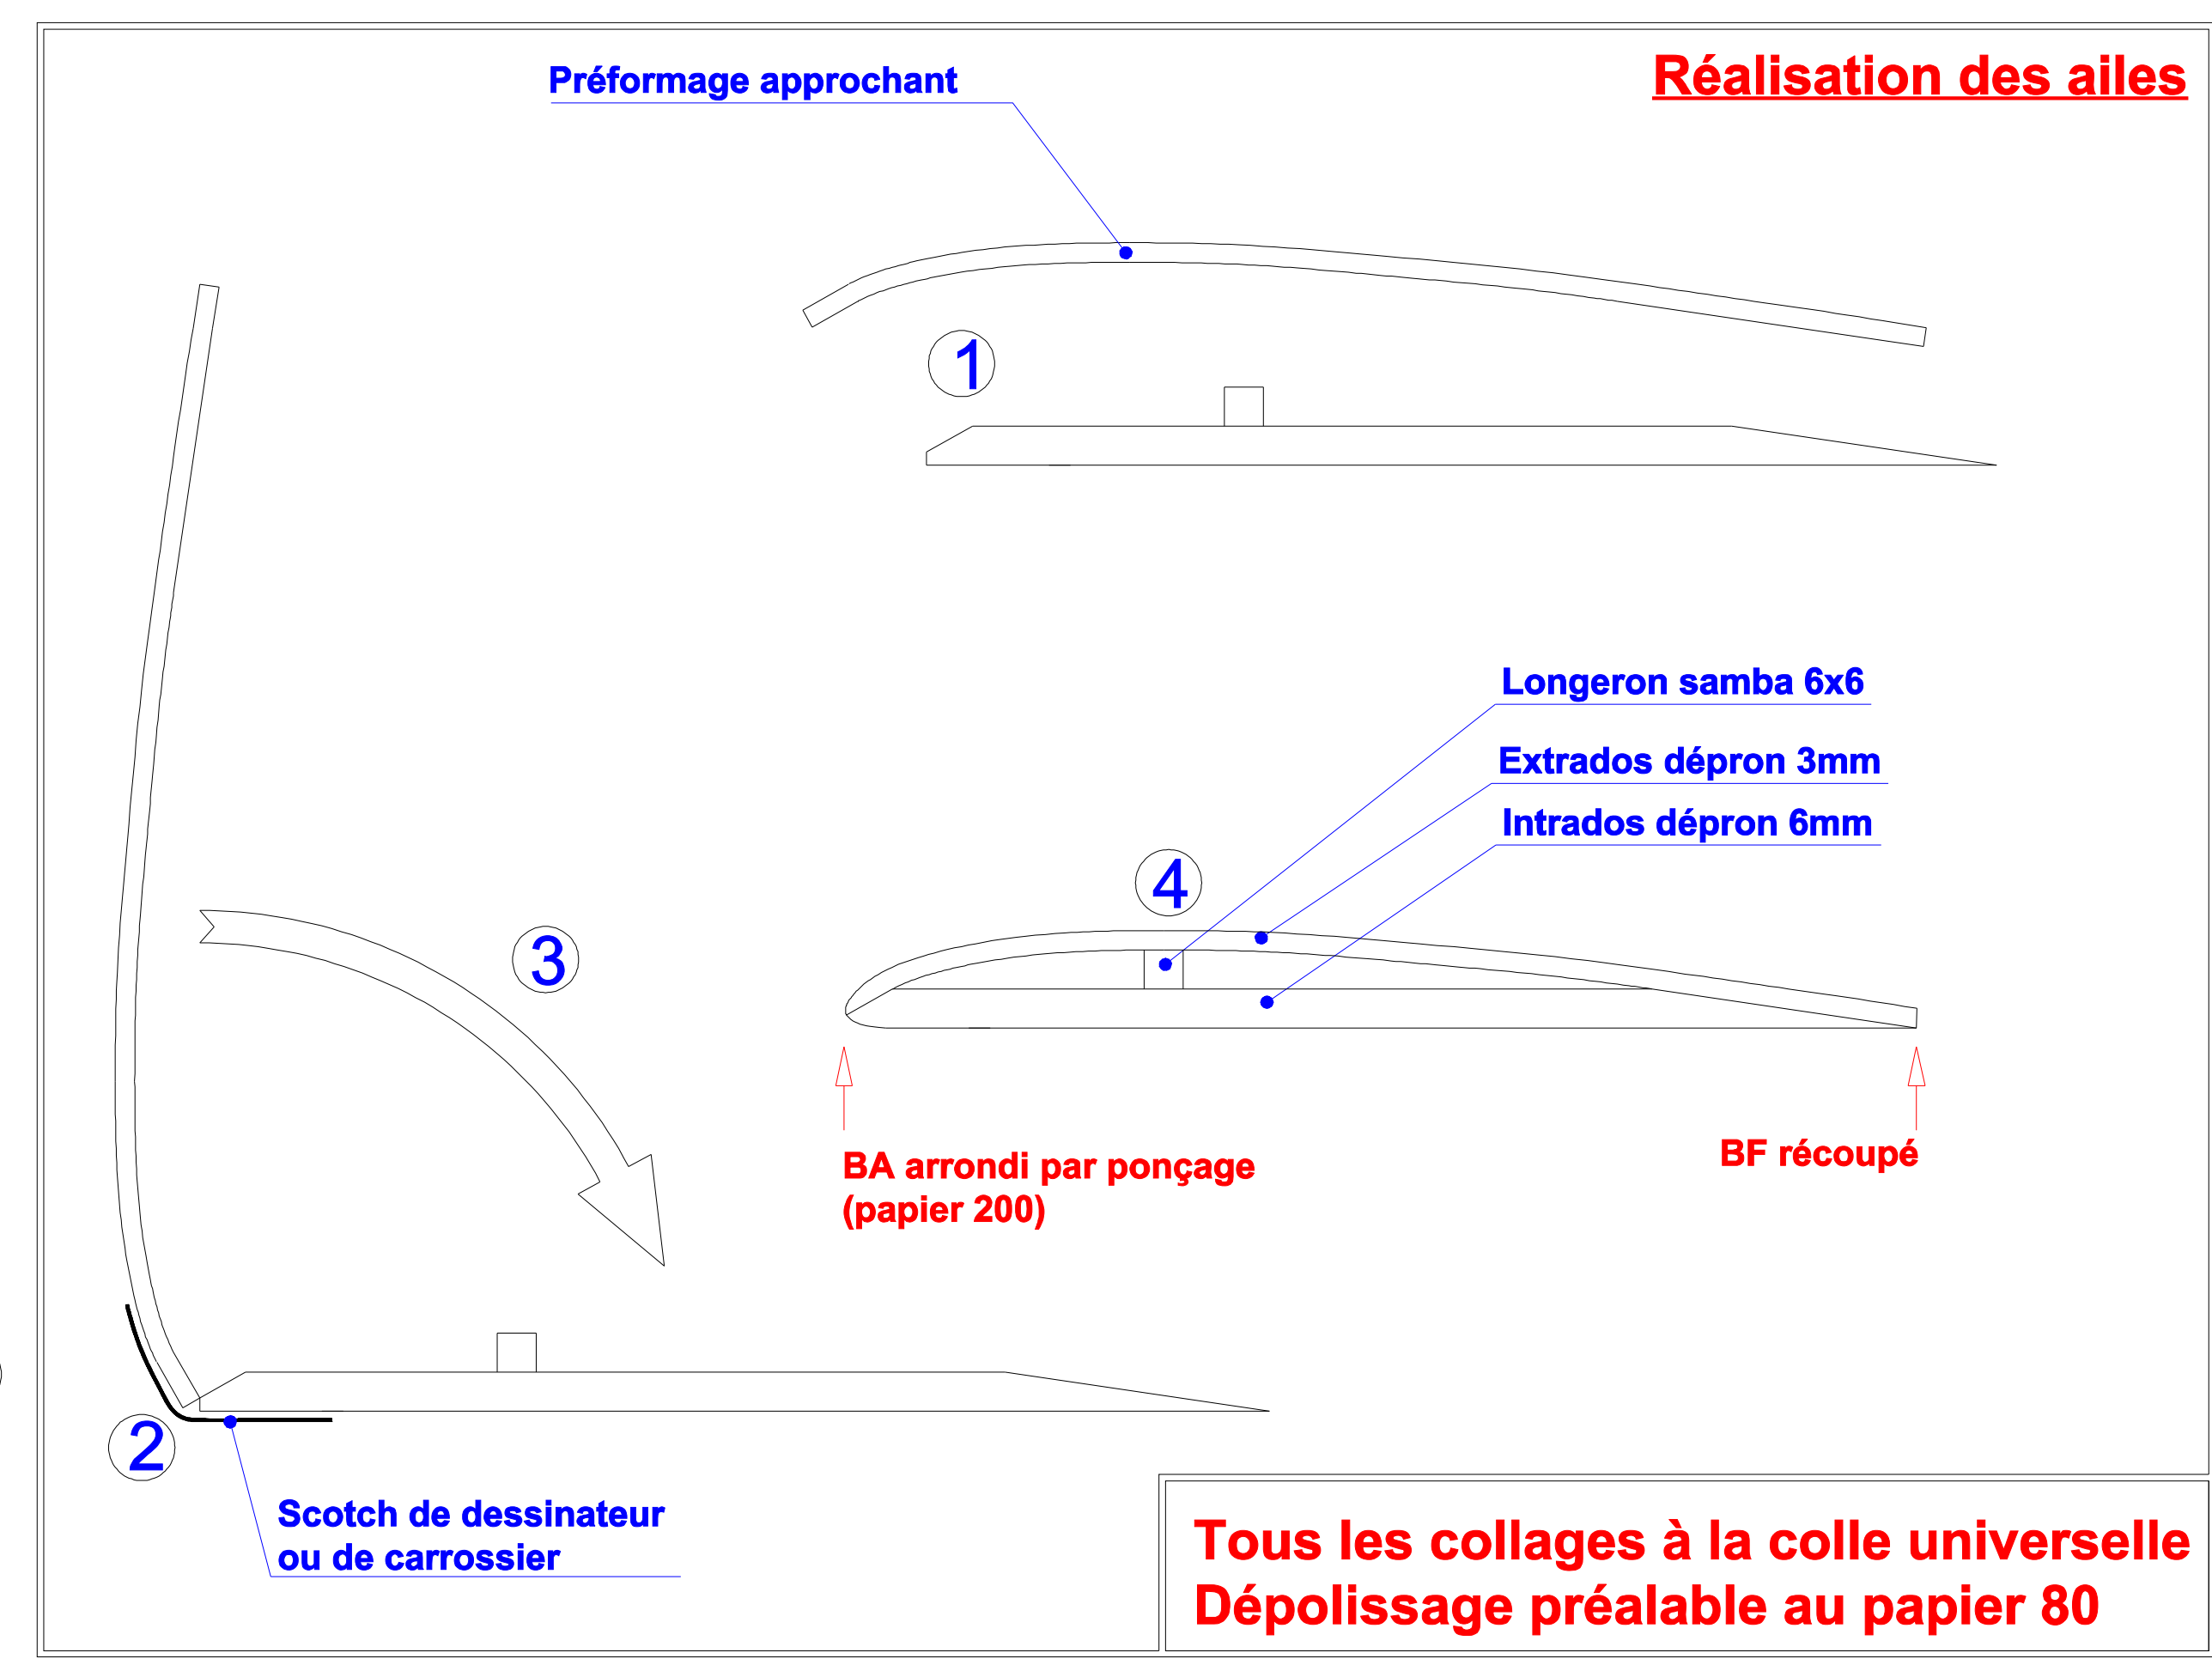 Réalisation des ailes
Préformage approchant
1
Longeron samba 6x6
Extrados dépron 3mm
Intrados dépron 6mm
4
3
BA arrondi par ponçage
(papier 200)
BF récoupé
2
Scotch de dessinateur
ou de carrossier
Tous les collages à la colle universelle
Dépolissage préalable au papier 80